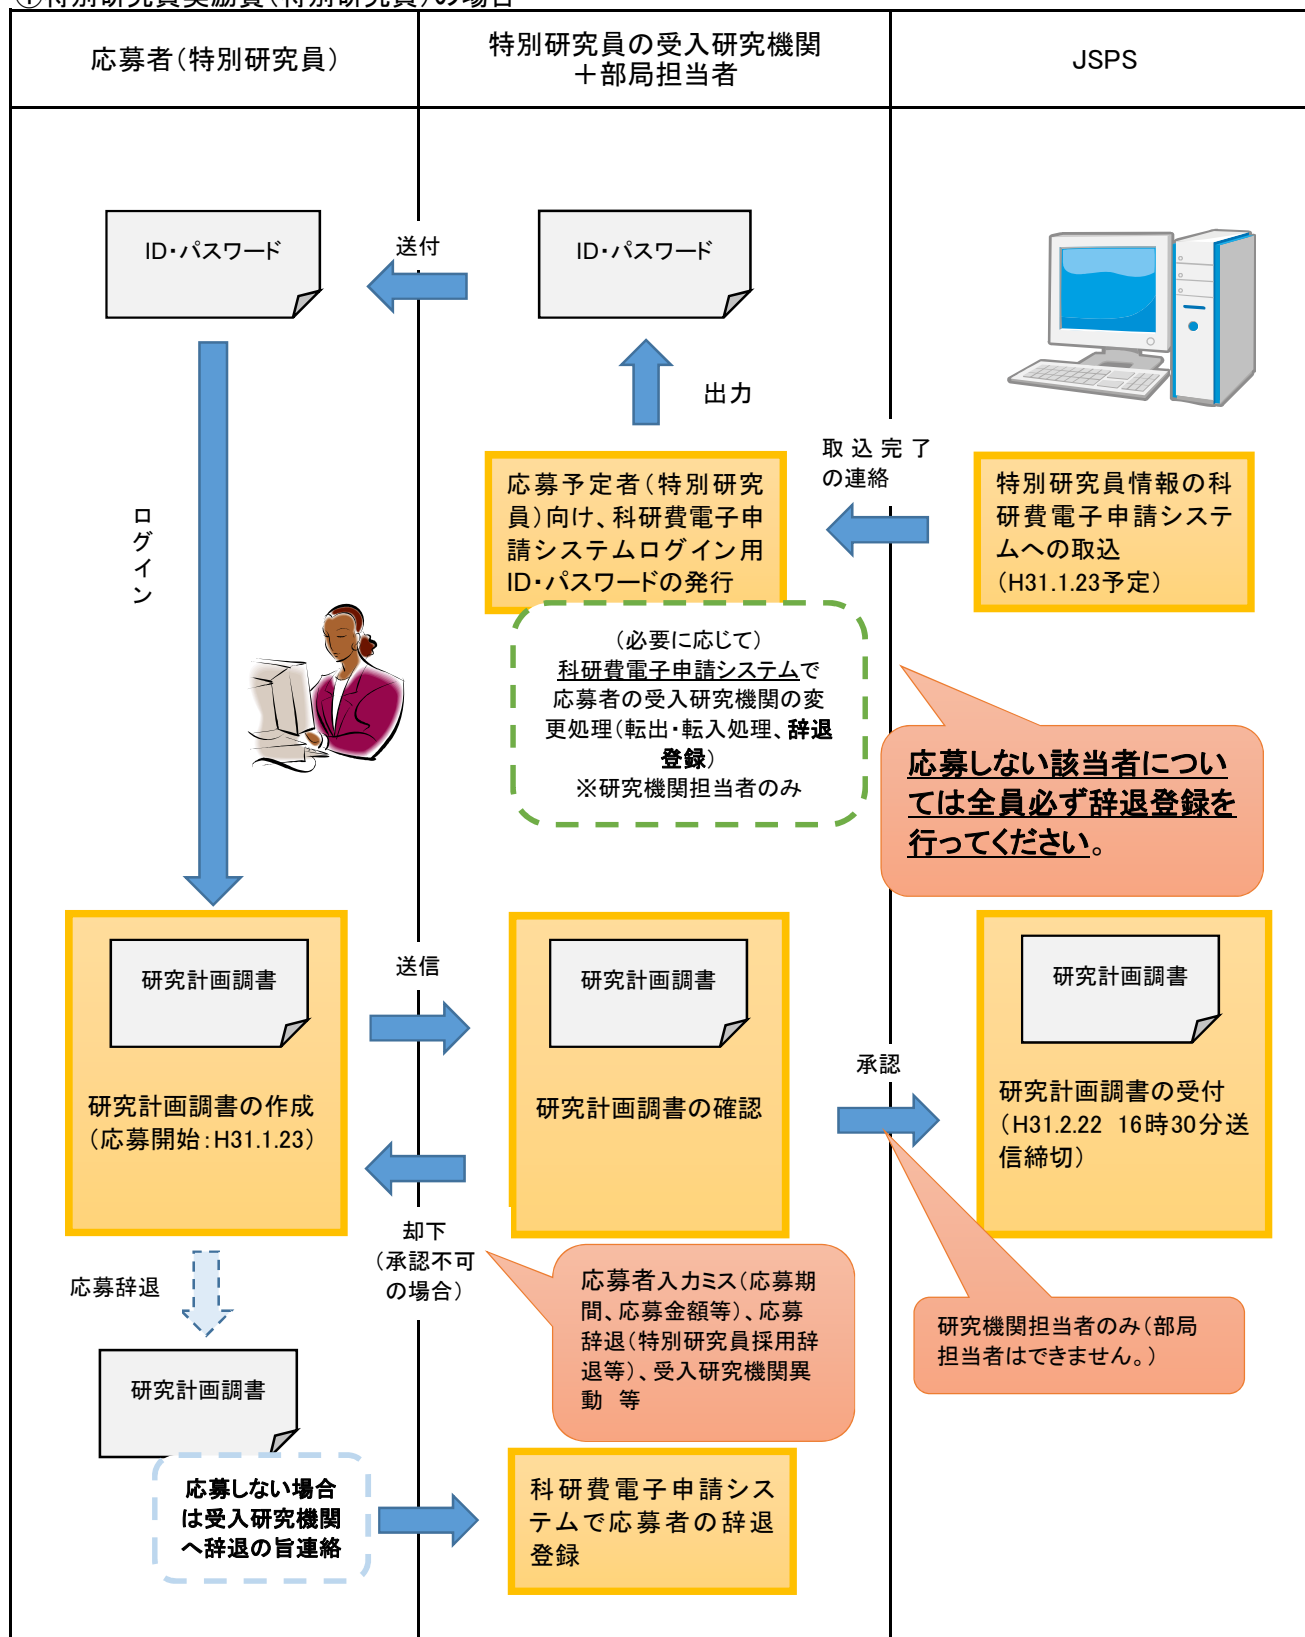 ①特別研究員奨励費（特別研究員）の場合
応募者（特別研究員）
特別研究員の受入研究機関
＋部局担当者
JSPS
ID・パスワード
送付
ID・パスワード
出力
取込完了
の連絡
応募予定者（特別研究
員）向け、科研費電子申
請システムログイン用
ID・パスワードの発行
特別研究員情報の科
研費電子申請システ
ムへの取込
（H31.1.23予定）
ログイン
（必要に応じて）
科研費電子申請システムで
応募者の受入研究機関の変
更処理（転出・転入処理、辞退
登録）
※研究機関担当者のみ
応募しない該当者につい
ては全員必ず辞退登録を
行ってください。
研究計画調書
送信
研究計画調書
研究計画調書
承認
研究計画調書の作成
（応募開始：H31.1.23）
研究計画調書の確認
研究計画調書の受付
（H31.2.22 16時30分送
信締切）
却下
（承認不可
の場合）
応募辞退
応募者入力ミス（応募期
間、応募金額等）、応募
辞退（特別研究員採用辞
退等）、受入研究機関異
動 等
研究機関担当者のみ（部局
担当者はできません。）
研究計画調書
応募しない場合
は受入研究機関
へ辞退の旨連絡
科研費電子申請シス
テムで応募者の辞退
登録